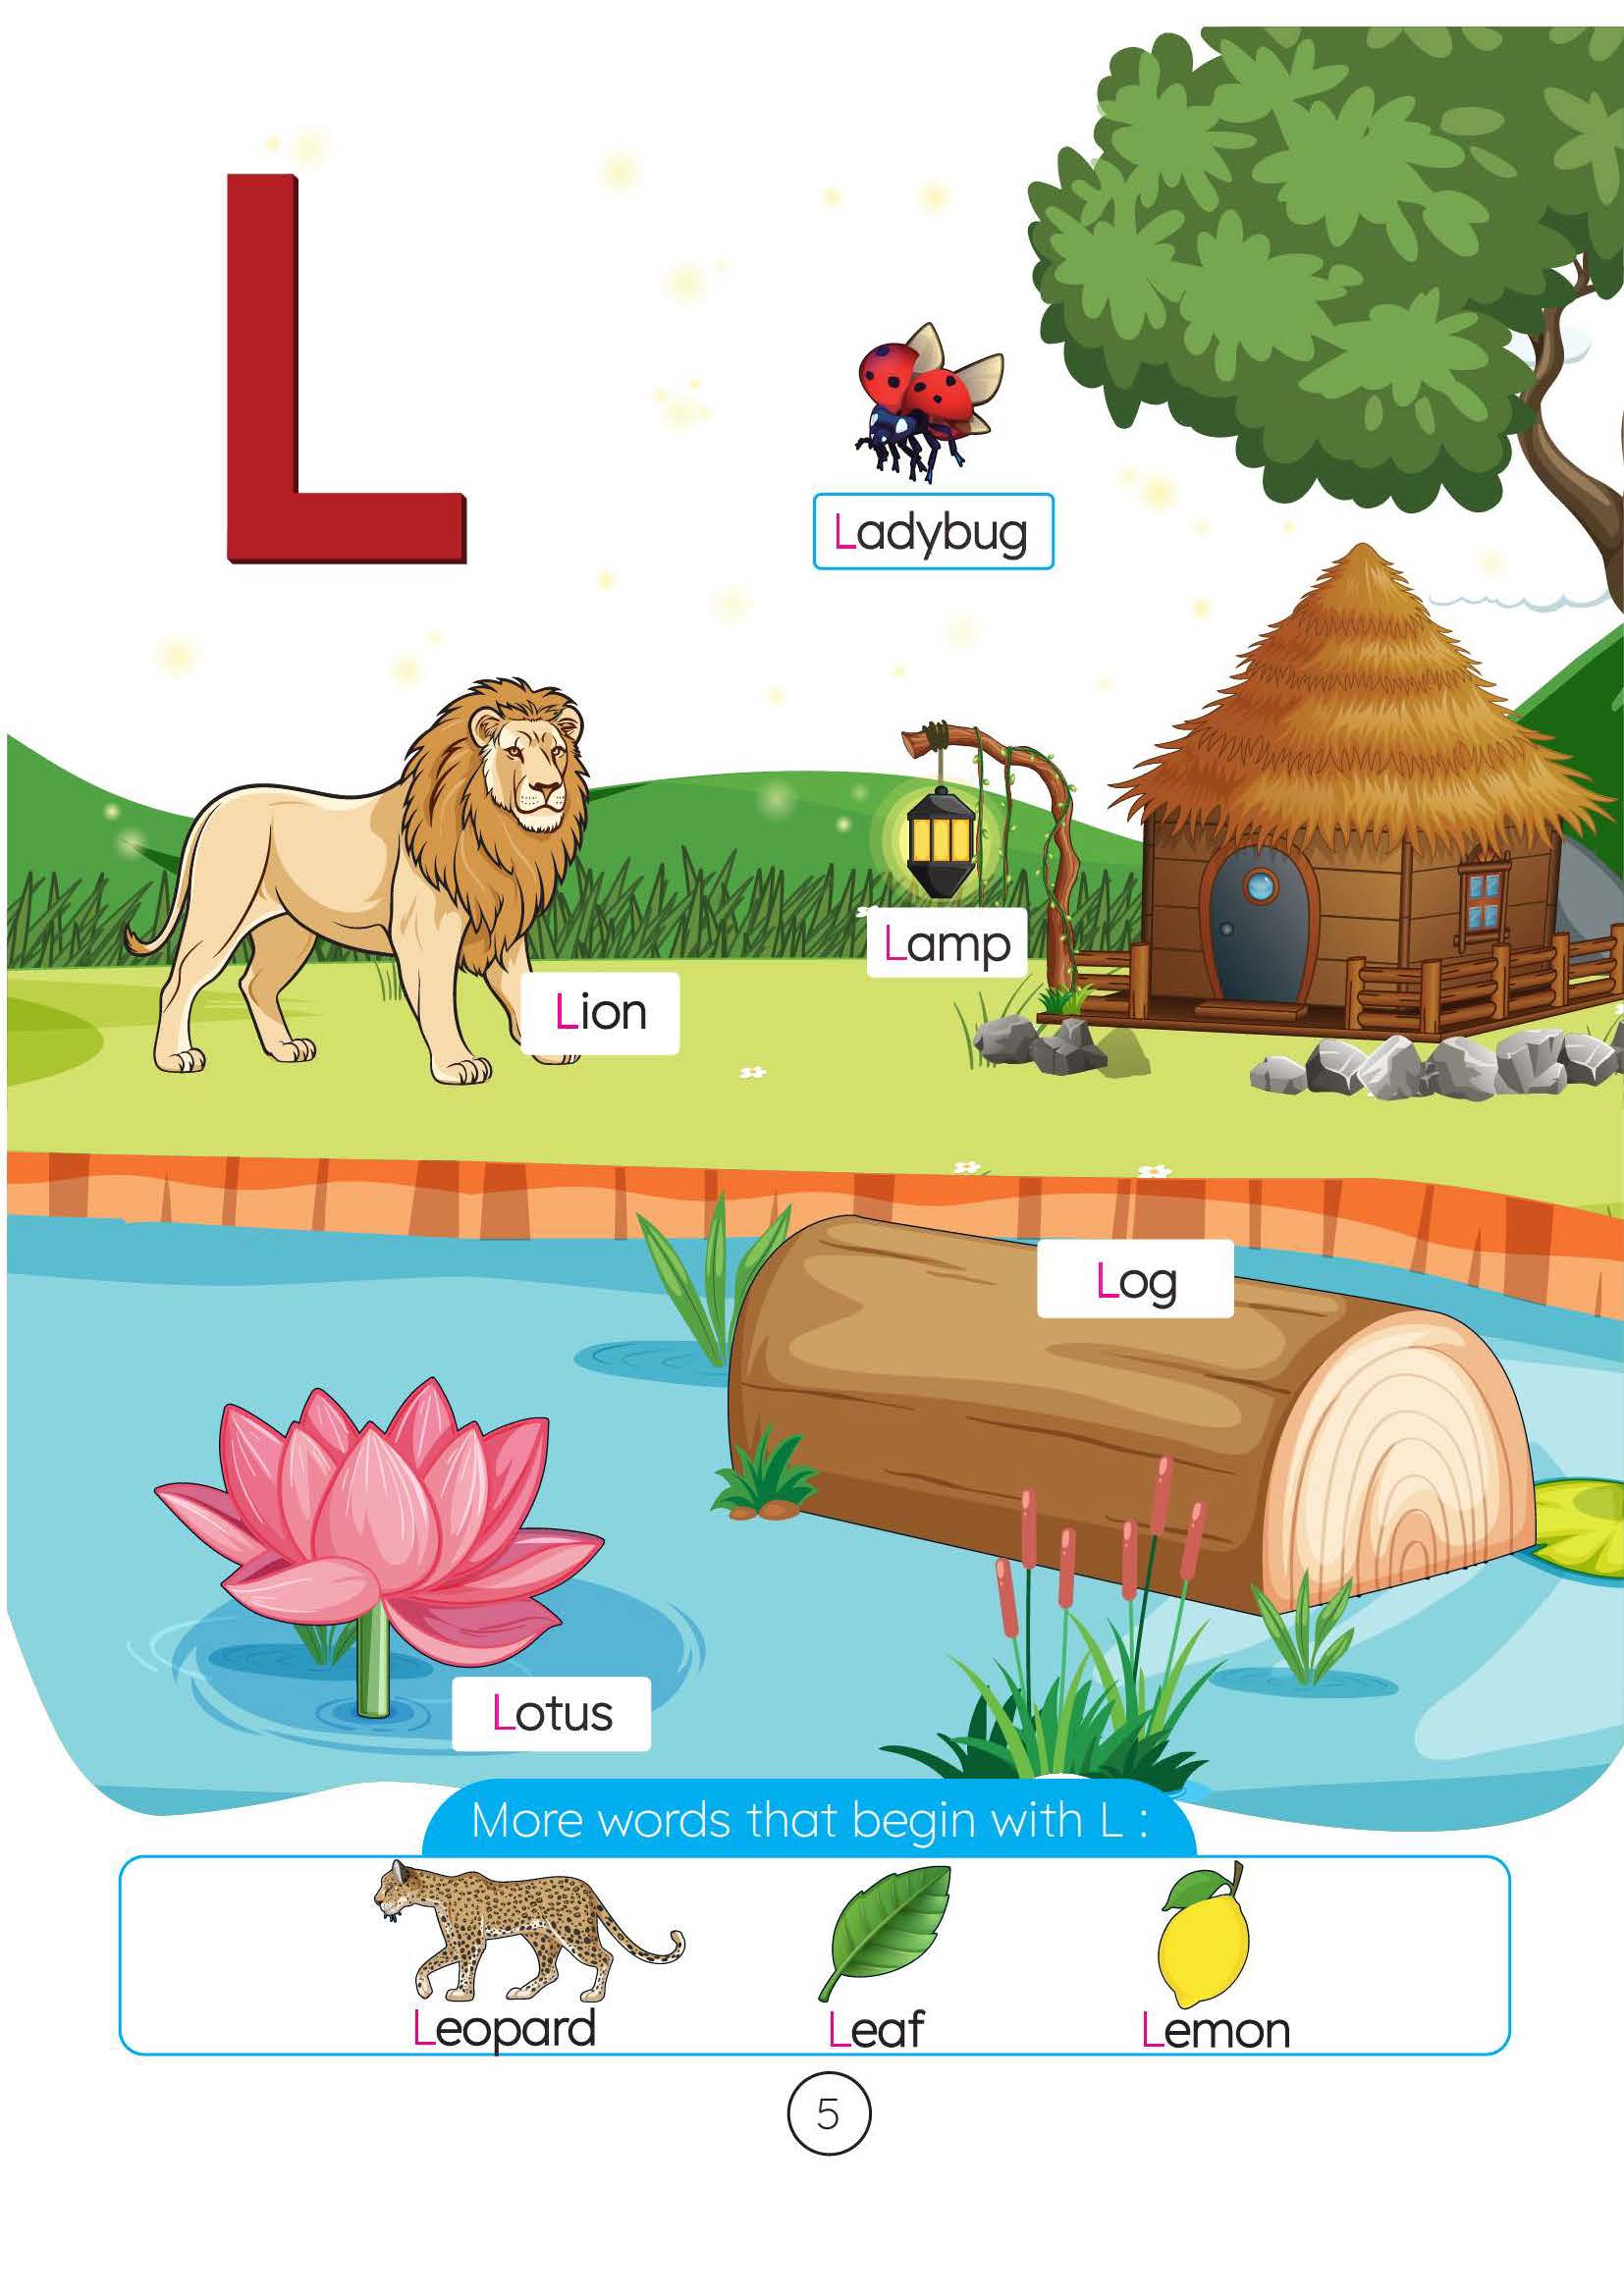 L
Ladybug
Lamp
Lion
Log
Lotus
More words that begin with L :
Leopard
Leaf
Lemon
5